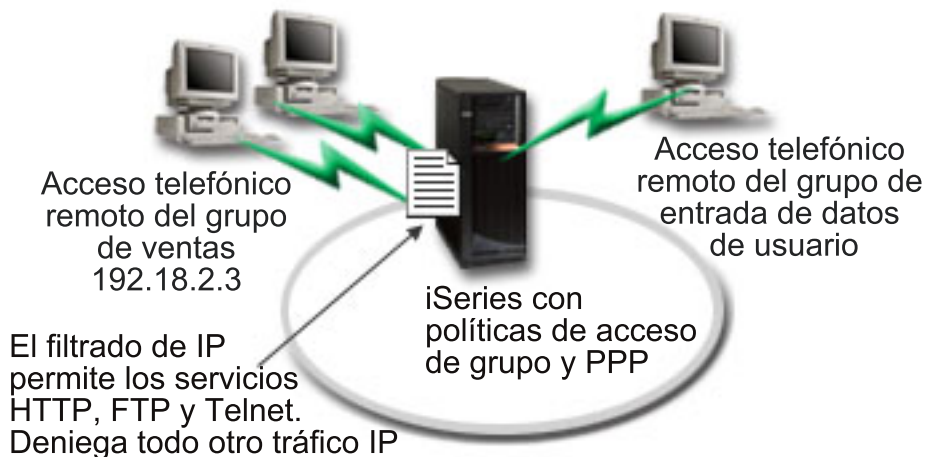 Acceso telefónico
remoto del grupo
de ventas
192.18.2.3
Acceso telefónico
remoto del grupo de
entrada de datos
de usuario
iSeries con
políticas de acceso
de grupo y PPP
El filtrado de IP
permite los servicios
HTTP, FTP y Telnet.
Deniega todo otro tráfico IP